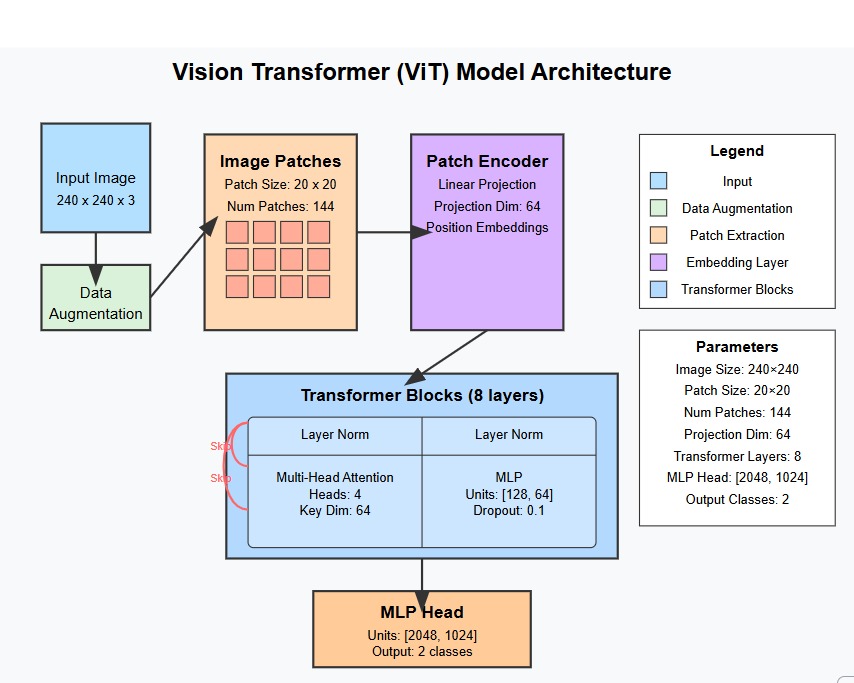 Vision Transformer (ViT) Model Architecture
Input Image
240 x 240 x 3
Data
Augmentation
Image Patches
Patch Size: 20 x 20
Num Patches: 144
Patch Encoder
Linear Projection
Projection Dim: 64
Position Embeddings
Legend
Input
Data Augmentation
Patch Extraction
Embedding Layer
Transformer Blocks
Parameters
Image Size: 240×240
Patch Size: 20×20
Num Patches: 144
Projection Dim: 64
Transformer Layers: 8
MLP Head: [2048, 1024]
Output Classes: 2
Transformer Blocks (8 layers)
Skip
Skip
Layer Norm
Multi-Head Attention
Heads: 4
Key Dim: 64
Layer Norm
MLP
Units: [128, 64]
Dropout: 0.1
MLP Head
Units: [2048, 1024]
Output: 2 classes